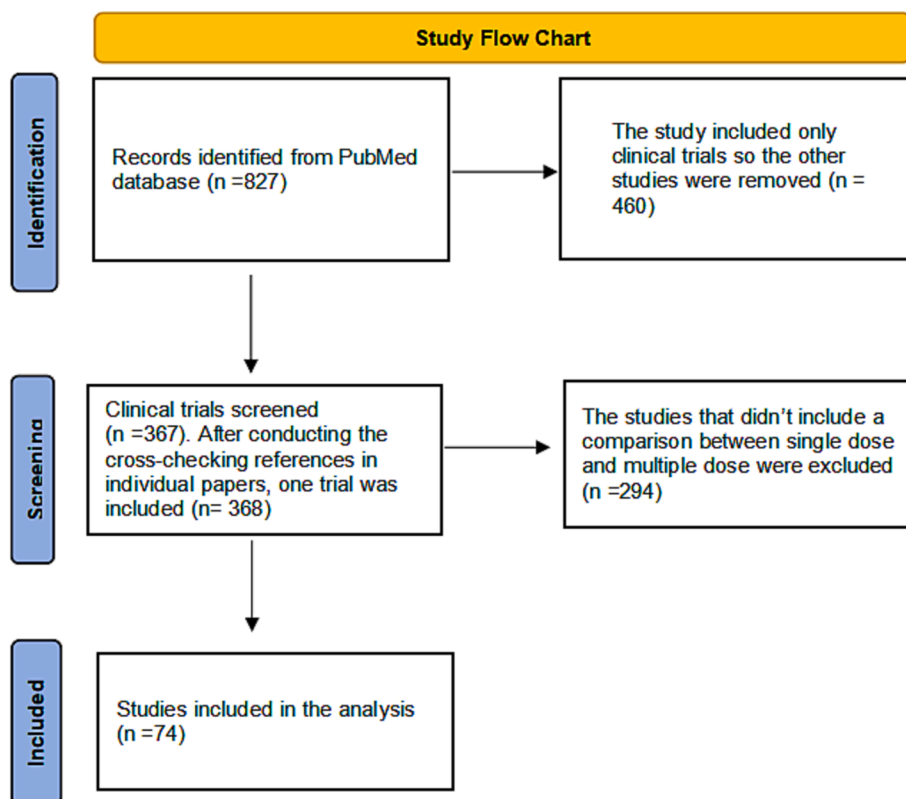 Study Flow Chart
Identification
Records identified from PubMed
database (n =827)
The study included only
clinical trials so the other
studies were removed (n =
460)
Screening
Clinical trials screened
(n =367). After conducting the
cross-checking references in
individual papers, one trial was
included (n= 368)
The studies that didn’t include a
comparison between single dose
and multiple dose were excluded
(n =294)
Included
Studies included in the analysis
(n =74)